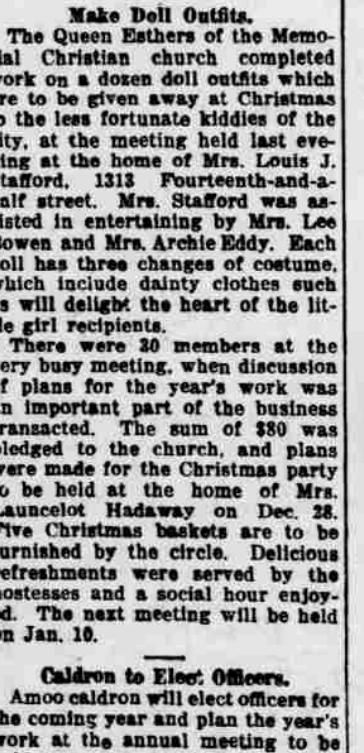 Make Doll Outfits.
The Queen Esthers of the Memo-
ial Christian church completed
ork on a dozen doll outfits which
re to be given away at Christmas
o the less fortunate kiddies of the
ity, at the meeting held last eve-
ing at the home of Mrs. Louis J.
tafford, 1313 Fourteenth-and-a-
alf street. Mrs. Stafford was as-
isted in entertaining by Mrs. Lee
owen and Mrs. Archie Eddy. Each
oll has three changes of costume,
which include dainty clothes such
s will delight the heart of the lit-
le girl recipients.
There were 30 members at the
ery busy meeting, when discussion
f plans for the year's work was
n important part of the business
ransacted. The sum of $80 was
ledged to the church, and plans
were made for the Christmas party
o be held at the home of Mrs.
Launcelot Hadaway on Dec. 28.
Five Christmas baskets are to be
urnished by the circle. Delicious
refreshments were served by the
hostesses and a social hour enjoy-
d. The next meeting will be held
n Jan. 10.
Caldron to Elect Officers.
Amoo caldron will elect officers for
he coming year and plan the year's
work at the annual meeting to be